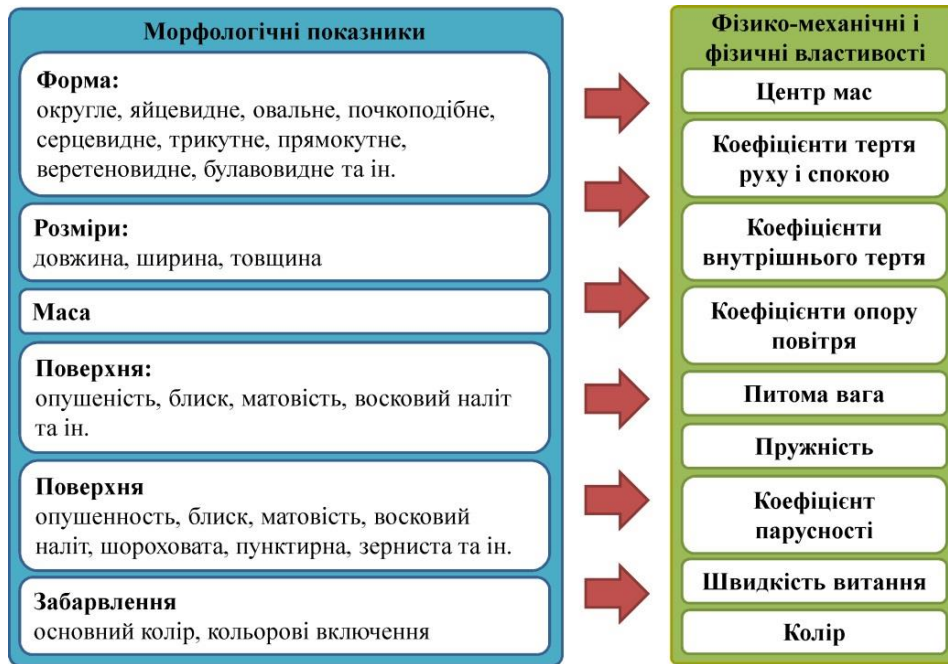 Морфологічні показники
Форма:
округле, яйцевидне, овальне, почкоподібне,
серцевидне, трикутне, прямокутне,
веретеновидне, булавовидне та ін.
Розміри:
довжина, ширина, товщина
Маса
Поверхня:
опушеність, блиск, матовість, восковий наліт
та ін.
Поверхня
опушенность, блиск, матовість, восковий
наліт, шороховата, пунктирна, зерниста та ін.
Забарвлення
основний колір, кольорові включення
Фізико-механічні і
фізичні властивості
Центр мас
Коефіцієнти тертя
руху і спокою
Коефіцієнти
внутрішнього тертя
Коефіцієнти опору
повітря
Питома вага
Пружність
Коефіцієнт
парусності
Швидкість витання
Колір